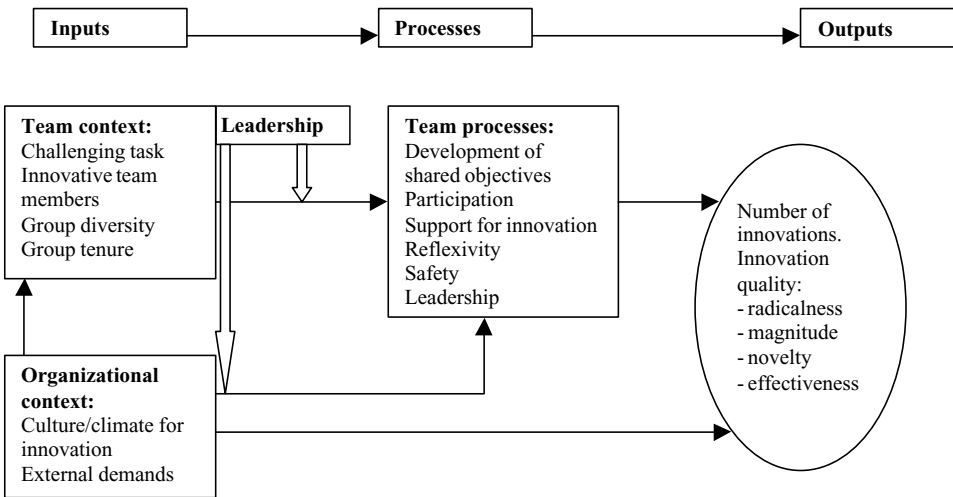 Inputs
Processes
Outputs
Team context:
Challenging task
Innovative team
members
Group diversity
Group tenure
Leadership
Team processes:
Development of
shared objectives
Participation
Support for innovation
Reflexivity
Safety
Leadership
Number of
innovations.
Innovation
quality:
- radicalness
- magnitude
- novelty
- effectiveness
Organizational
context:
Culture/climate for
innovation
External demands